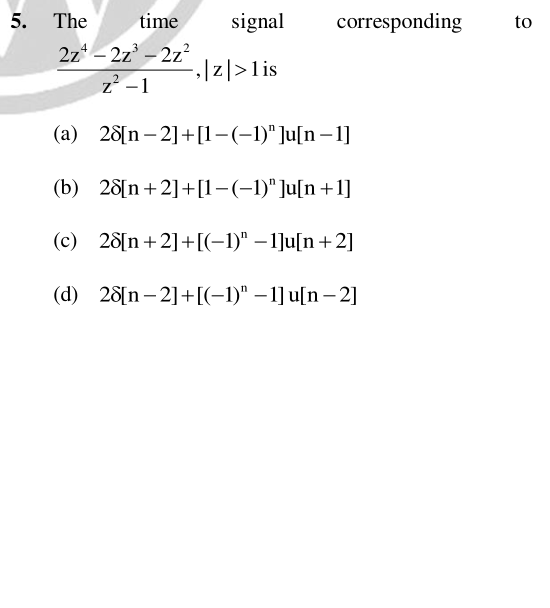 5. The time signal corresponding to
(2z⁴ – 2z³ – 2z²)/(z² – 1), | z | > 1 is
(a) 2δ[n – 2] + [1 – (–1)ⁿ]u[n – 1]
(b) 2δ[n + 2] + [1 – (–1)ⁿ]u[n + 1]
(c) 2δ[n + 2] + [(–1)ⁿ – 1]u[n + 2]
(d) 2δ[n – 2] + [(–1)ⁿ – 1] u[n – 2]